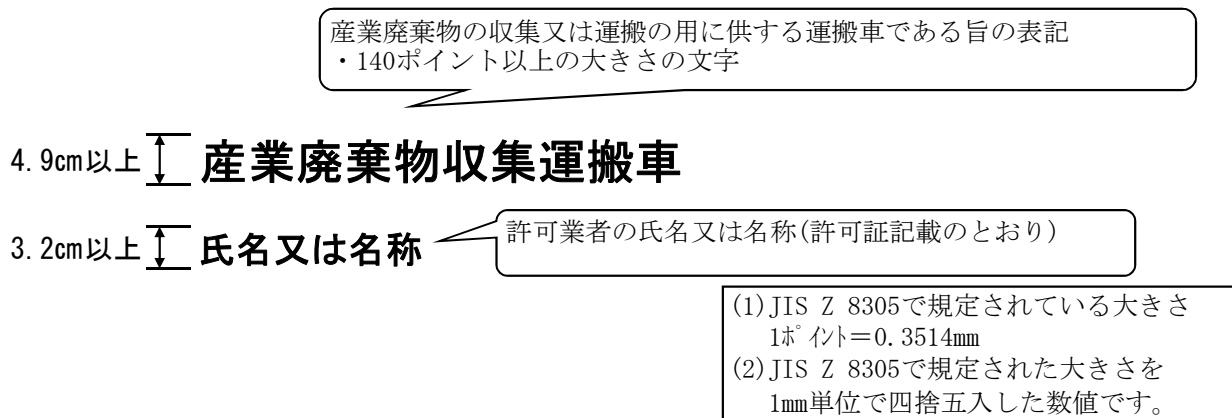 産業廃棄物の収集又は運搬の用に供する運搬車である旨の表記
・140ポイント以上の大きさの文字
4.9cm以上 産業廃棄物収集運搬車
3.2cm以上 氏名又は名称
許可業者の氏名又は名称(許可証記載のとおり)
(1)JIS Z 8305で規定されている大きさ
1ﾎﾟｲﾝﾄ＝0.3514mm
(2)JIS Z 8305で規定された大きさを
1mm単位で四捨五入した数値です。